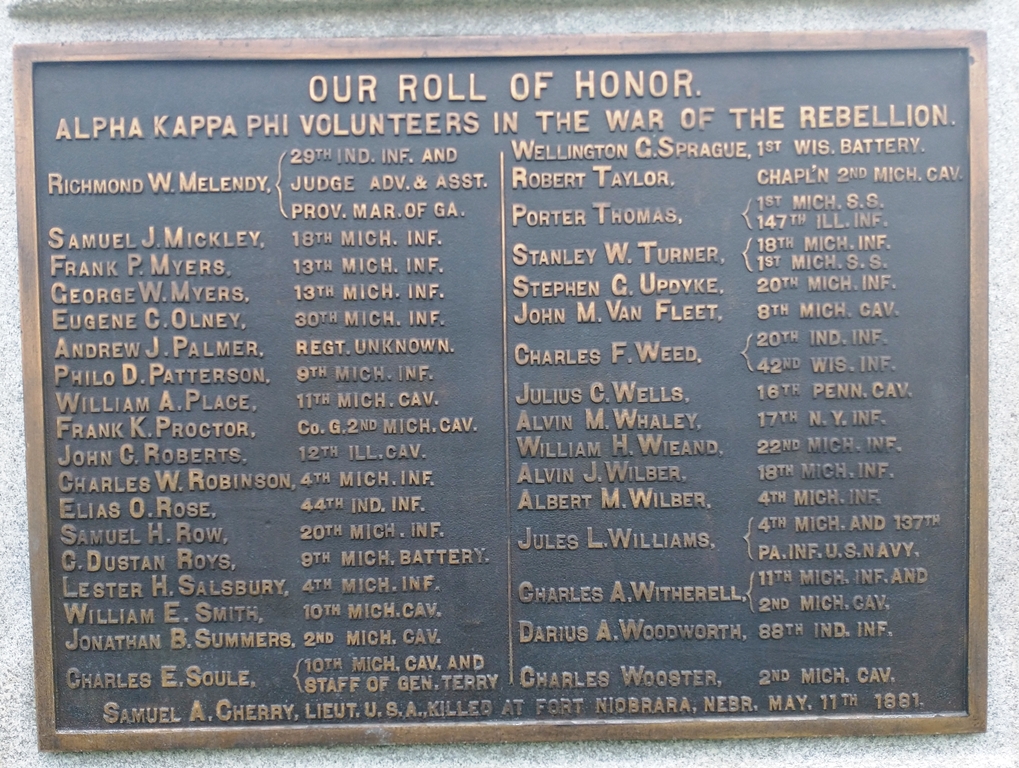 OUR ROLL OF HONOR.
ALPHA KAPPA PHI VOLUNTEERS IN THE WAR OF THE REBELLION.
RICHMOND W. MELENDY, 29TH IND. INF. AND
JUDGE ADV. & ASST.
PROV. MAR. OF GA.
SAMUEL J. MICKLEY, 18TH MICH. INF.
FRANK P. MYERS, 13TH MICH. INF.
GEORGE W. MYERS, 13TH MICH. INF.
EUGENE C. OLNEY, 30TH MICH. INF.
ANDREW J. PALMER, REGT. UNKNOWN.
PHILO D. PATTERSON, 9TH MICH. INF.
WILLIAM A. PLACE, 11TH MICH. CAV.
FRANK K. PROCTOR, CO. G. 2ND MICH. CAV.
JOHN C. ROBERTS, 12TH ILL. CAV.
CHARLES W. ROBINSON, 4TH MICH. INF.
ELIAS O. ROSE, 44TH IND. INF.
SAMUEL H. ROW, 20TH MICH. INF.
C. DUSTAN ROYS, 9TH MICH. BATTERY.
LESTER H. SALSBURY, 4TH MICH. INF.
WILLIAM E. SMITH, 10TH MICH. CAV.
JONATHAN B. SUMMERS, 2ND MICH. CAV.
CHARLES E. SOULE, 10TH MICH. CAV. AND
STAFF OF GEN. TERRY
WELLINGTON G. SPRAGUE, 1ST WIS. BATTERY.
ROBERT TAYLOR, CHAPL'N 2ND MICH. CAV.
PORTER THOMAS, 1ST MICH. S.S.
147TH ILL. INF.
STANLEY W. TURNER, 18TH MICH. INF.
1ST MICH. S.S.
STEPHEN G. UPDYKE, 20TH MICH. INF.
JOHN M. VAN FLEET, 8TH MICH. CAV.
CHARLES F. WEED, 20TH IND. INF.
42ND WIS. INF.
JULIUS C. WELLS, 16TH PENN. CAV.
ALVIN M. WHALEY, 17TH N.Y. INF.
WILLIAM H. WIEAND, 22ND MICH. INF.
ALVIN J. WILBER, 18TH MICH. INF.
ALBERT M. WILBER, 4TH MICH. INF.
JULES L. WILLIAMS, 4TH MICH. AND 137TH
PA. INF. U.S. NAVY,
CHARLES A. WITHERELL, 11TH MICH. INF. AND
2ND MICH. CAV.
DARIUS A. WOODWORTH, 88TH IND. INF.
CHARLES WOOSTER, 2ND MICH. CAV.
SAMUEL A. CHERRY, LIEUT. U.S.A., KILLED AT FORT NIOBRARA, NEBR. MAY. 11TH 1881.